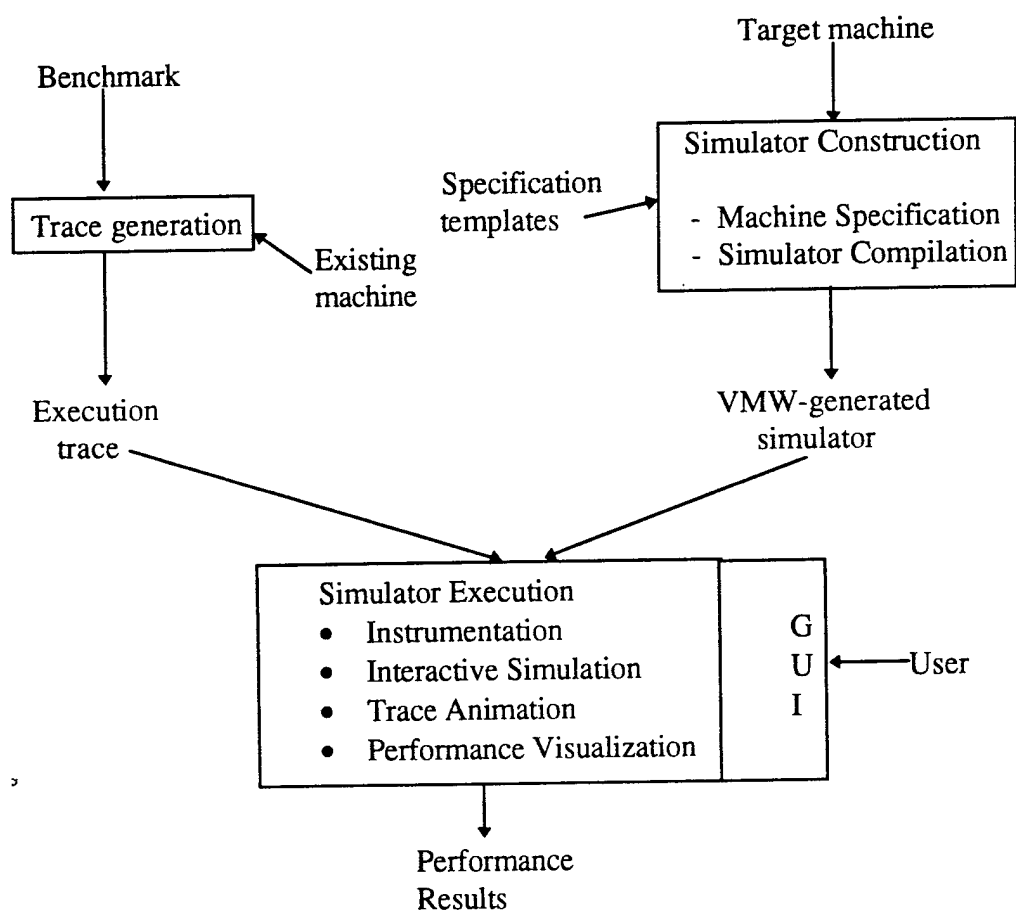 Target machine
Benchmark
Simulator Construction
- Machine Specification
- Simulator Compilation
Specification
templates
Trace generation
Existing
machine
Execution
trace
VMW-generated
simulator
Simulator Execution
• Instrumentation
• Interactive Simulation
• Trace Animation
• Performance Visualization
G
U
I
User
Performance
Results